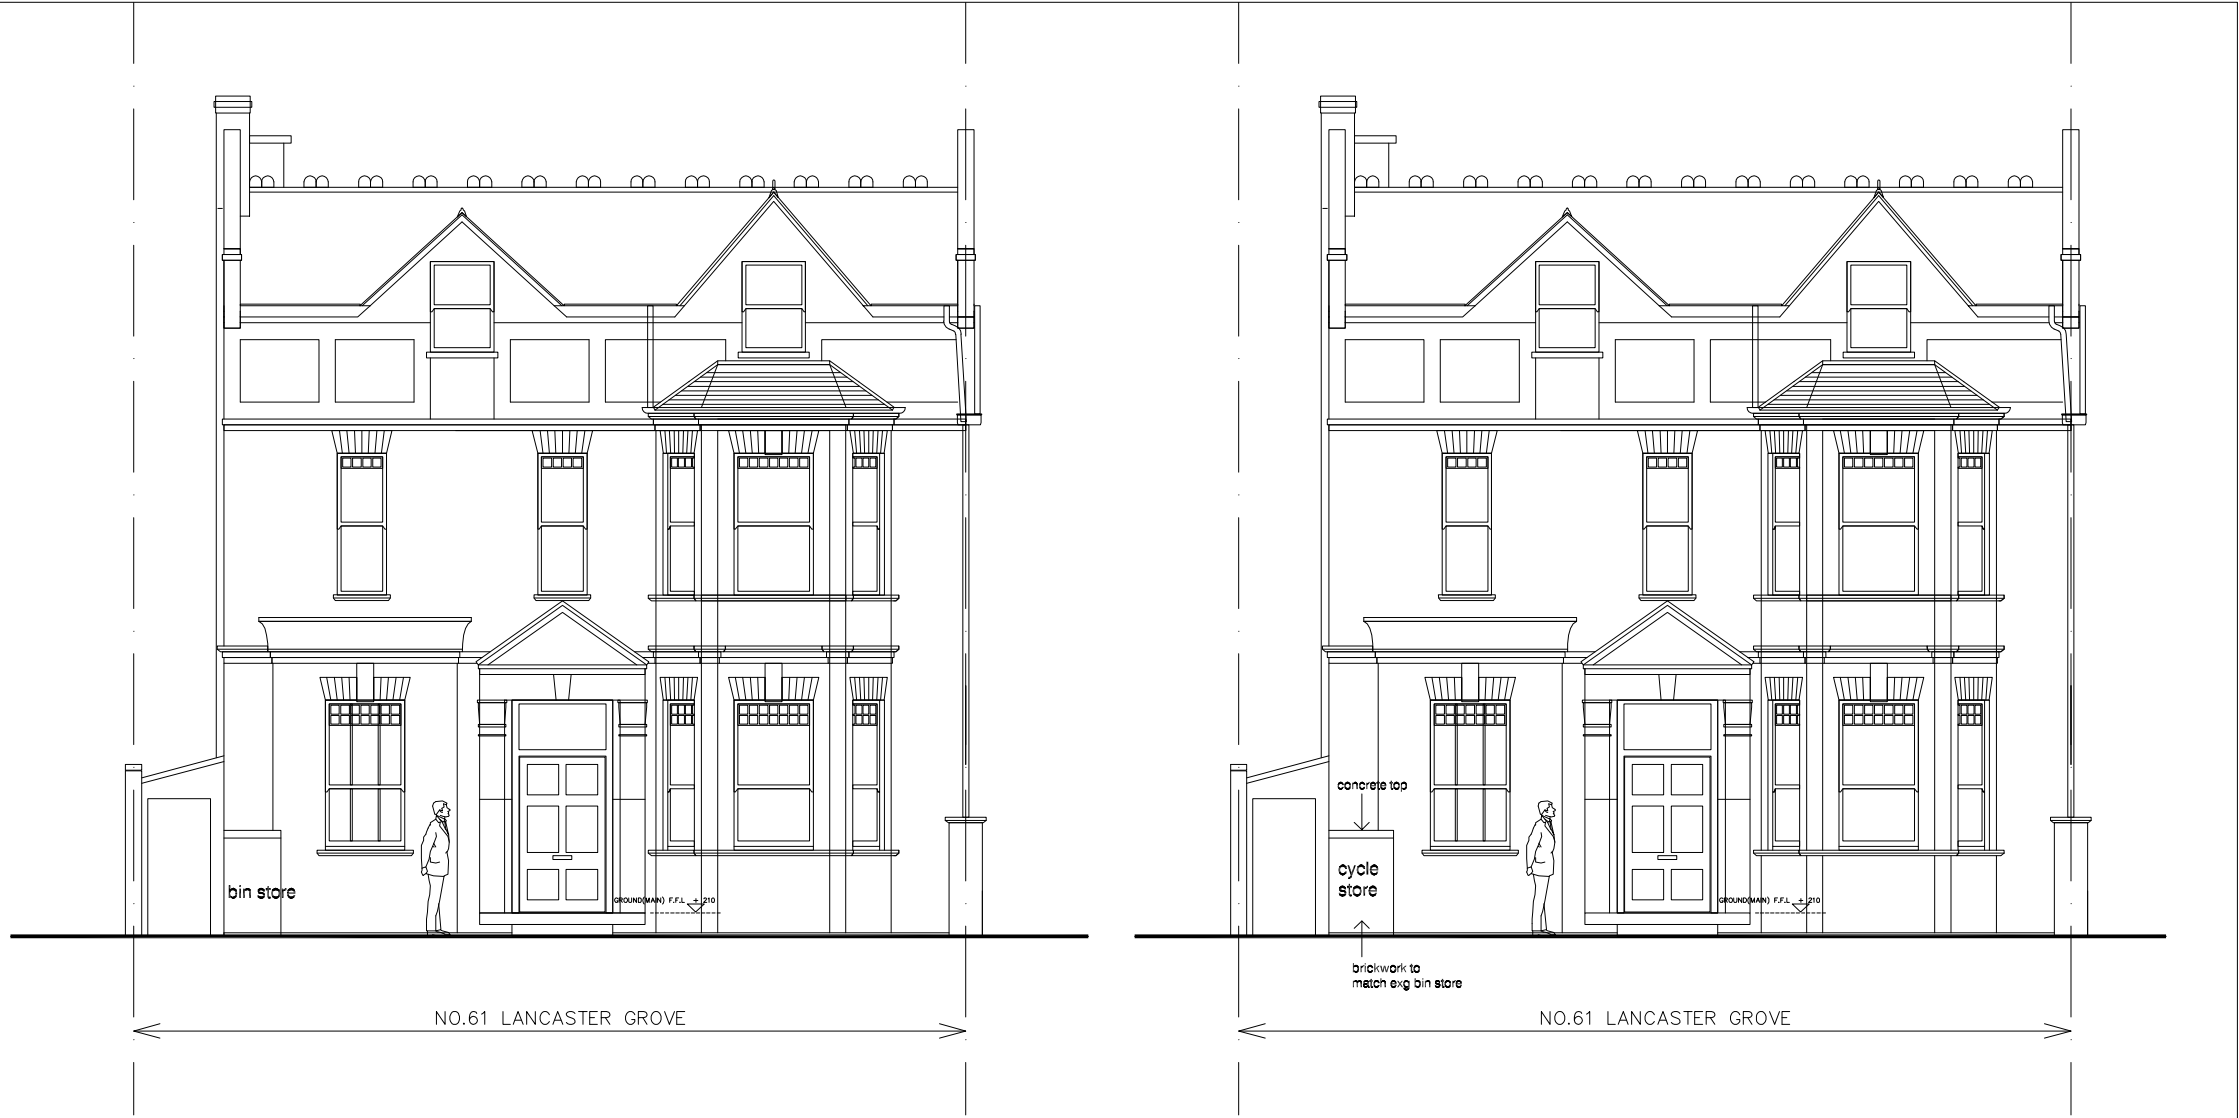 bin store
GROUND(MAIN) F.F.L + 210
NO.61 LANCASTER GROVE
concrete top
cycle
store
GROUND(MAIN) F.F.L + 210
brickwork to
match exg bin store
NO.61 LANCASTER GROVE